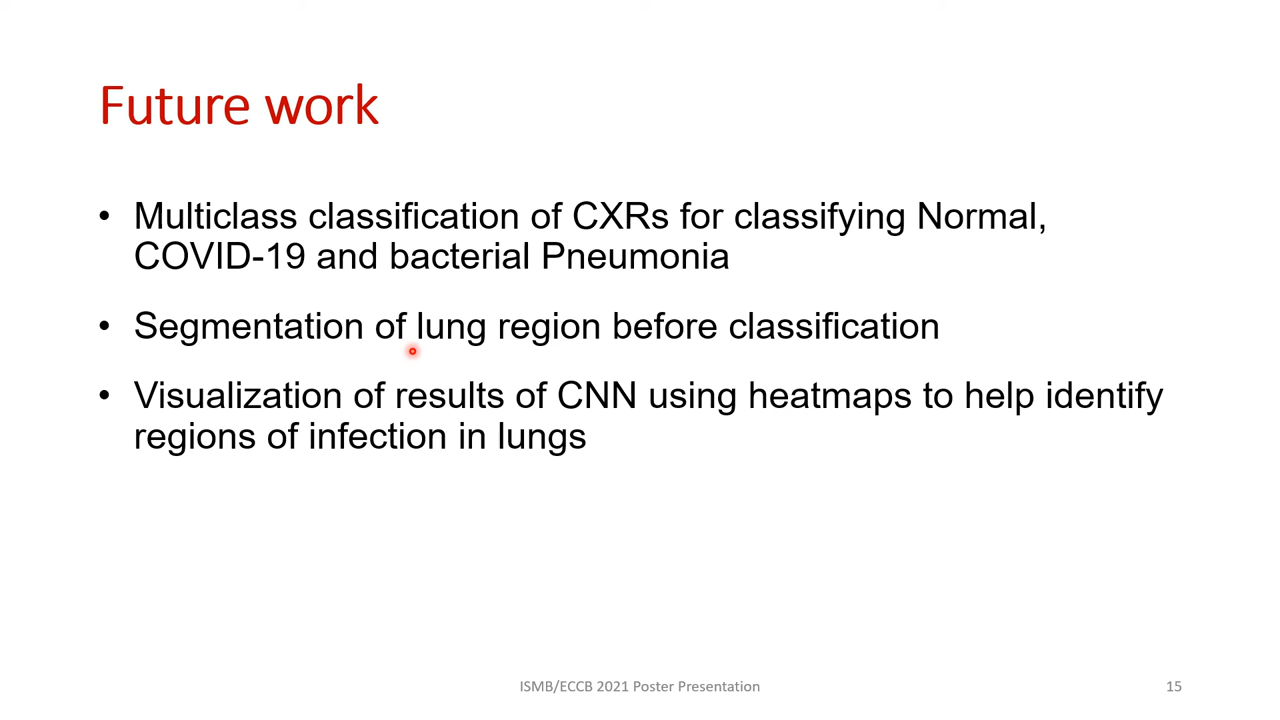 Future work
• Multiclass classification of CXRs for classifying Normal,
COVID-19 and bacterial Pneumonia
• Segmentation of lung region before classification
• Visualization of results of CNN using heatmaps to help identify
regions of infection in lungs
ISMB/ECCB 2021 Poster Presentation
15